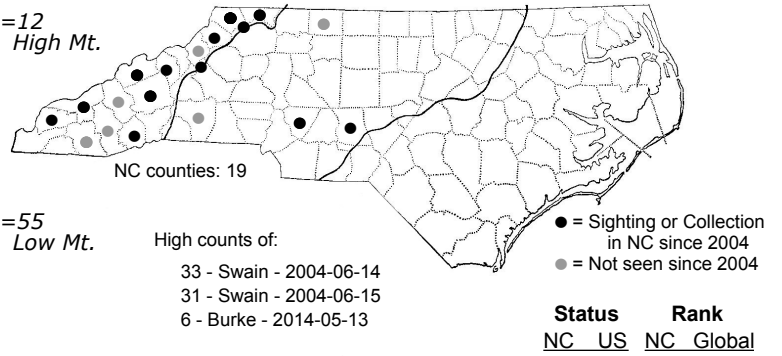 =12
High Mt.
NC counties: 19
=55
Low Mt.
High counts of:
33 - Swain - 2004-06-14
31 - Swain - 2004-06-15
6 - Burke - 2014-05-13
● = Sighting or Collection
in NC since 2004
● = Not seen since 2004
Status Rank
NC US NC Global